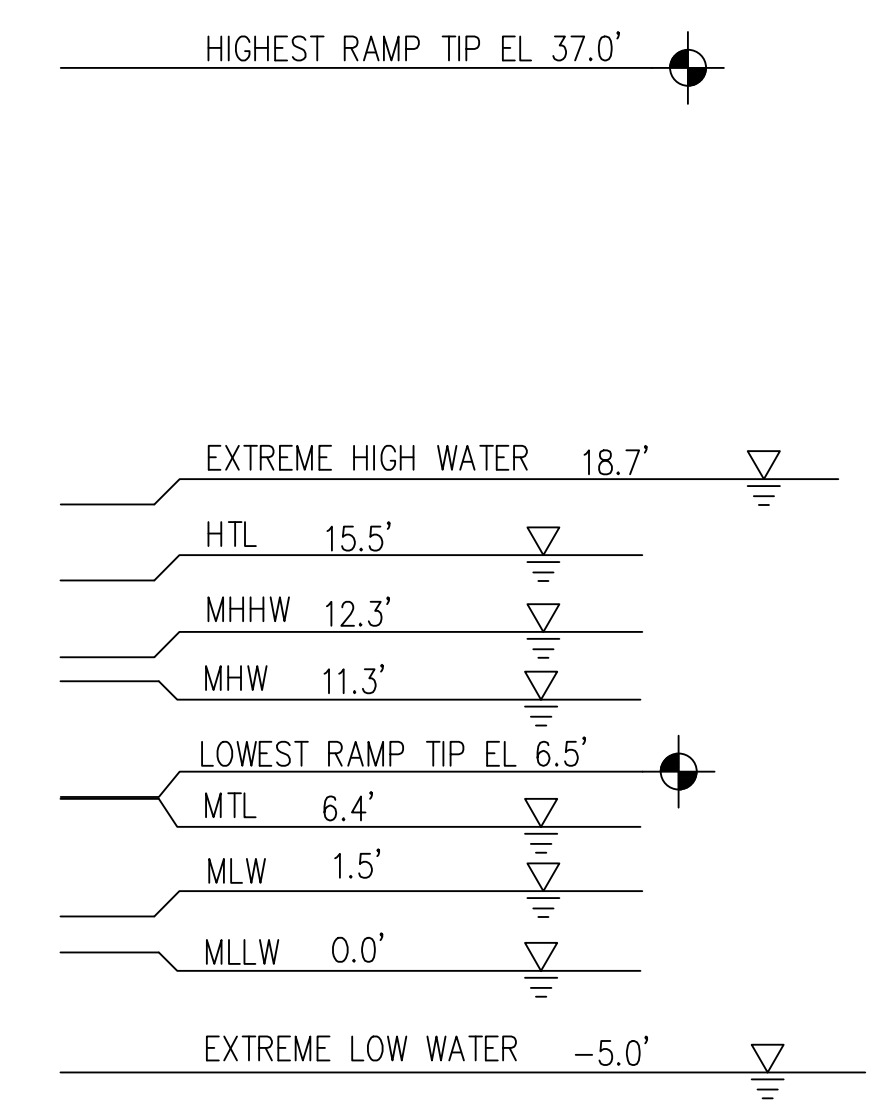 HIGHEST RAMP TIP EL 37.0'
EXTREME HIGH WATER 18.7'
HTL 15.5'
MHHW 12.3'
MHW 11.3'
LOWEST RAMP TIP EL 6.5'
MTL 6.4'
MLW 1.5'
MLLW 0.0'
EXTREME LOW WATER -5.0'